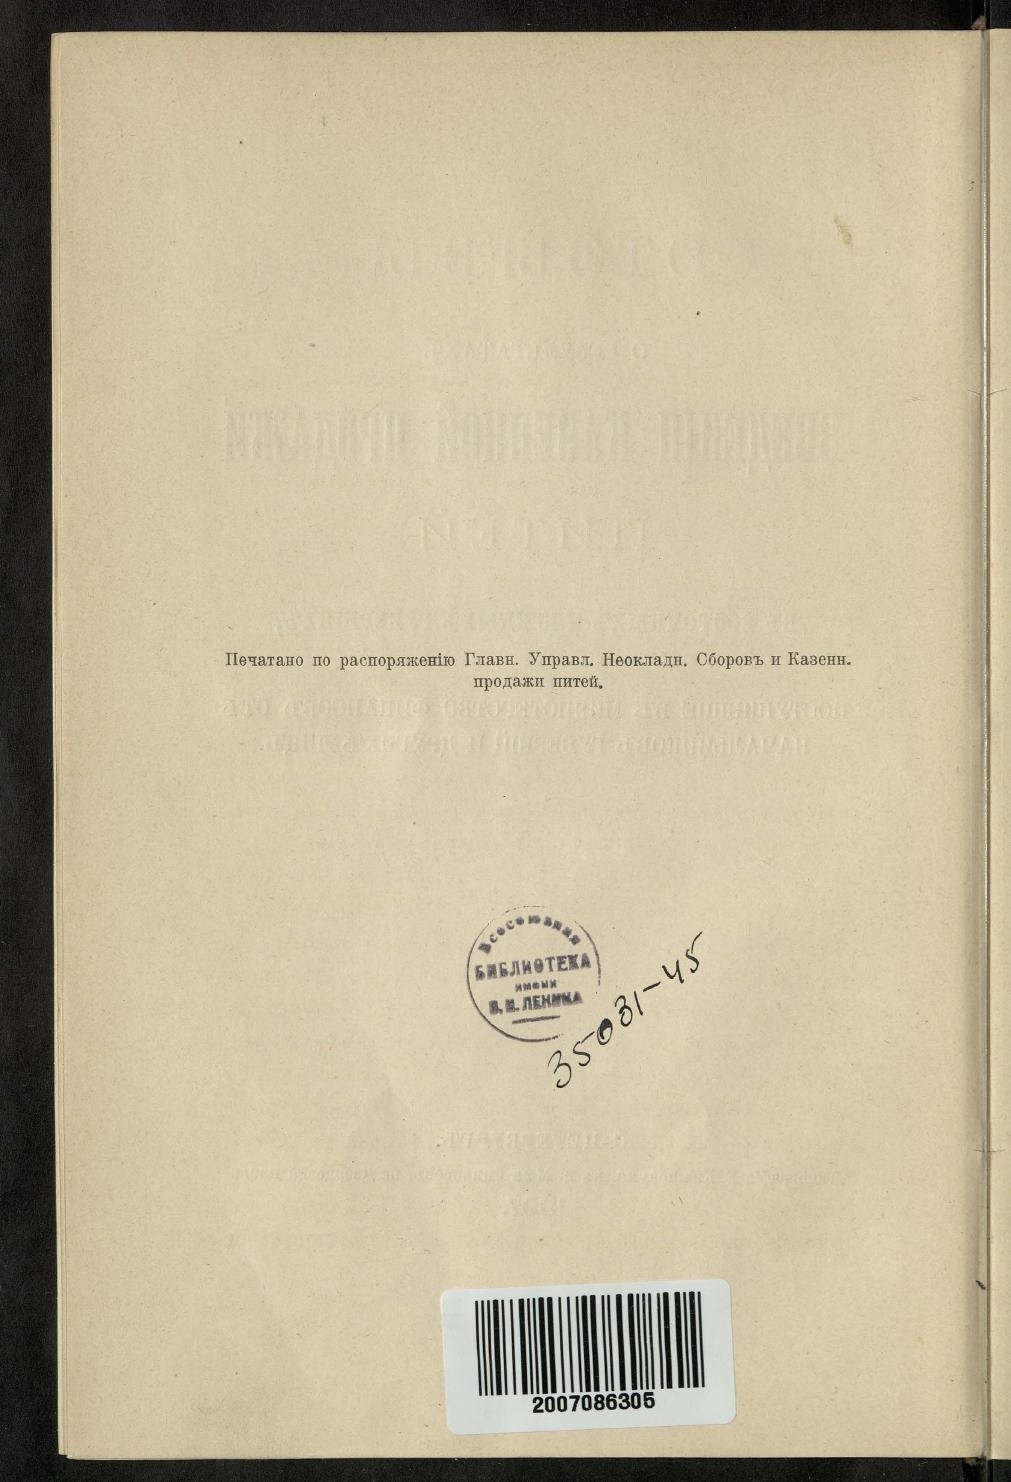 Печатано по распоряженію Главн. Управл. Неокладн. Сборовъ и Казенн.
продажи питей.
Всесоюзная
БИБЛИОТЕКА
имени
В. И. ЛЕНИНА
35031-45
2007086305